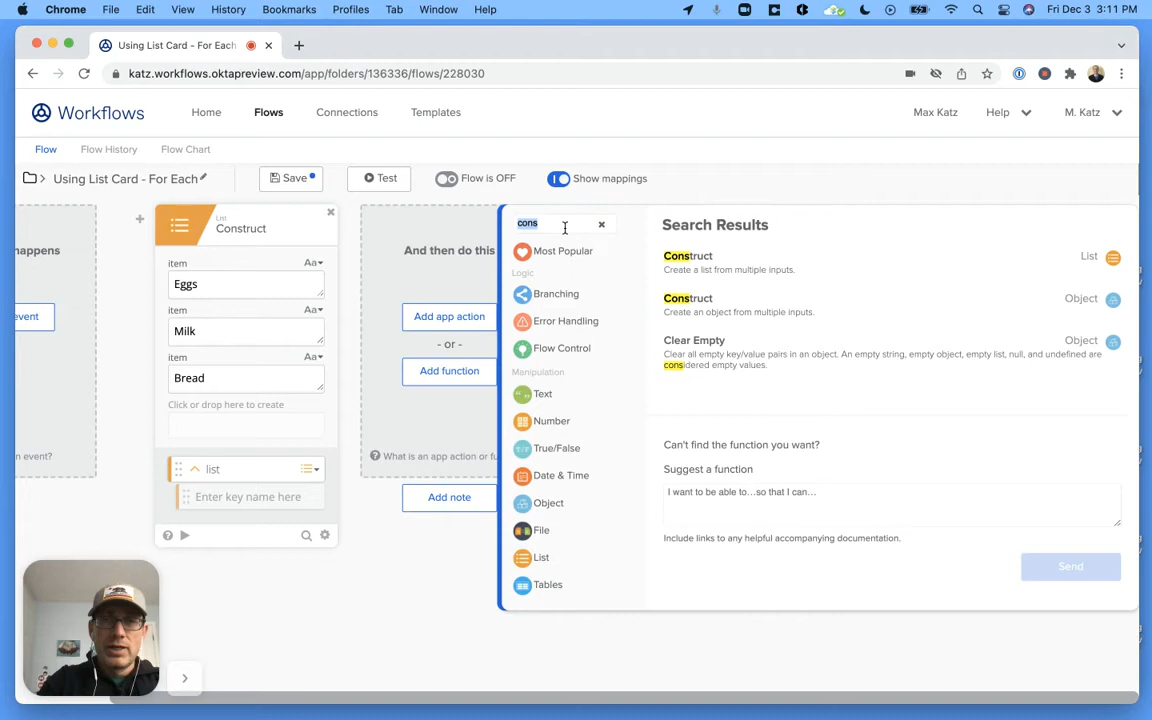 Chrome File Edit View History Bookmarks Profiles Tab Window Help Fri Dec 3 3:11 PM
Using List Card - For Each
katz.workflows.oktapreview.com/app/folders/136336/flows/228030
Workflows Home Flows Connections Templates Max Katz Help M. Katz
Flow Flow History Flow Chart
Using List Card - For Each Save Test Flow is OFF Show mappings
happens
event
n event?
List
Construct
item Aa
Eggs
item Aa
Milk
item Aa
Bread
Click or drop here to create
list
Enter key name here
And then do this
Add app action
- or -
Add function
What is an app action or fu
Add note
cons
Most Popular
Logic
Branching
Error Handling
Flow Control
Manipulation
Text
Number
True/False
Date & Time
Object
File
List
Tables
Search Results
Construct List
Create a list from multiple inputs.
Construct Object
Create an object from multiple inputs.
Clear Empty Object
Clear all empty key/value pairs in an object. An empty string, empty object, empty list, null, and undefined are
considered empty values.
Can't find the function you want?
Suggest a function
I want to be able to...so that I can...
Include links to any helpful accompanying documentation.
Send